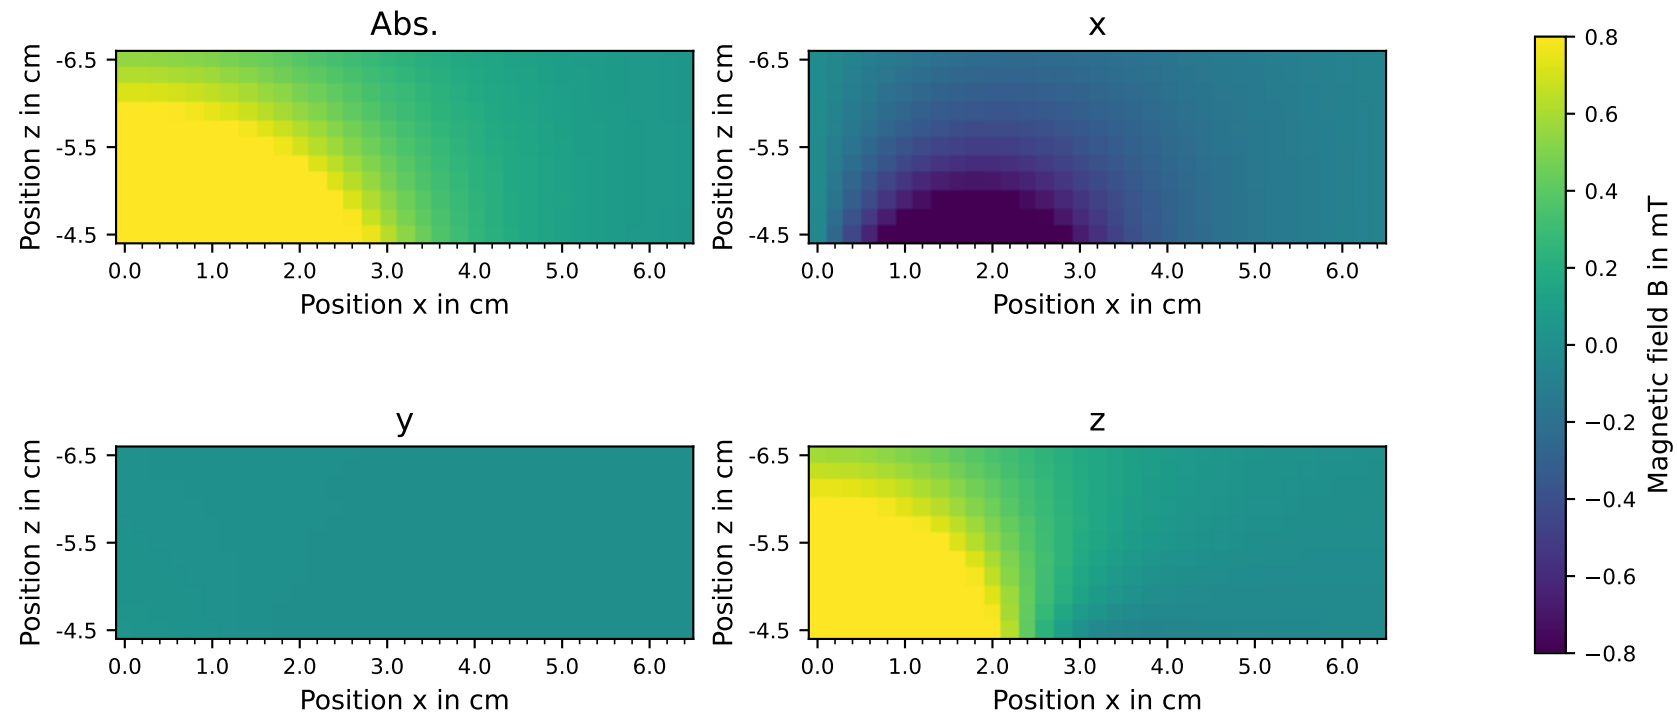 Abs.
Position z in cm
-6.5
-5.5
-4.5
0.0 1.0 2.0 3.0 4.0 5.0 6.0
Position x in cm
x
Position z in cm
-6.5
-5.5
-4.5
0.0 1.0 2.0 3.0 4.0 5.0 6.0
Position x in cm
y
Position z in cm
-6.5
-5.5
-4.5
0.0 1.0 2.0 3.0 4.0 5.0 6.0
Position x in cm
z
Position z in cm
-6.5
-5.5
-4.5
0.0 1.0 2.0 3.0 4.0 5.0 6.0
Position x in cm
0.8
0.6
0.4
0.2
0.0
−0.2
−0.4
−0.6
−0.8
Magnetic field B in mT